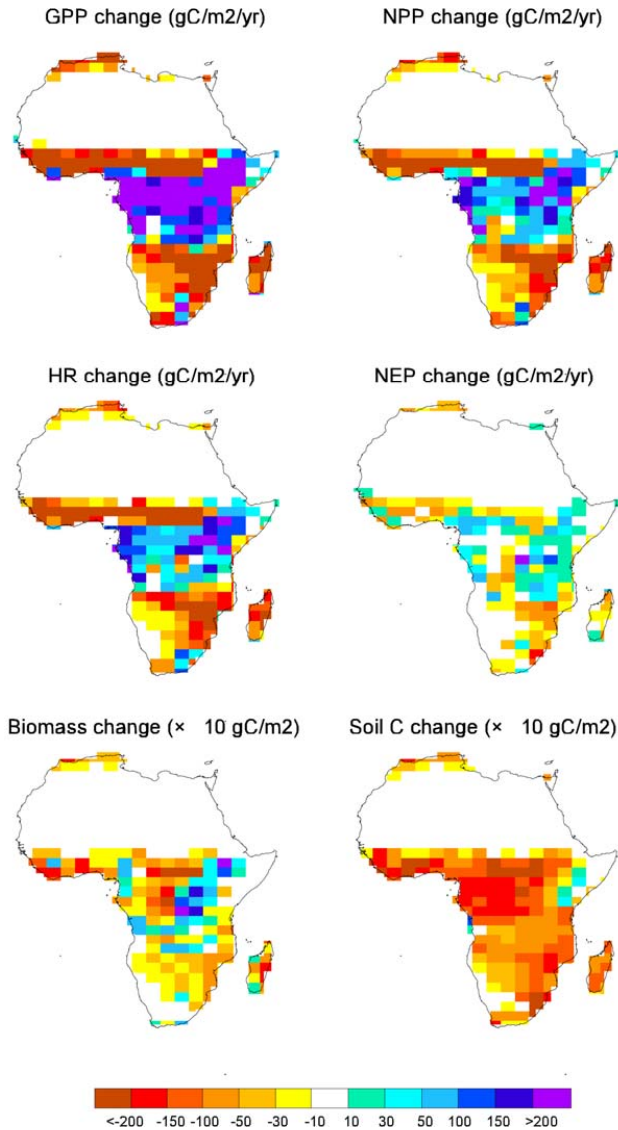 GPP change (gC/m2/yr)
NPP change (gC/m2/yr)
HR change (gC/m2/yr)
NEP change (gC/m2/yr)
Biomass change (× 10 gC/m2)
Soil C change (× 10 gC/m2)
<-200 -150 -100 -50 -30 -10 10 30 50 100 150 >200